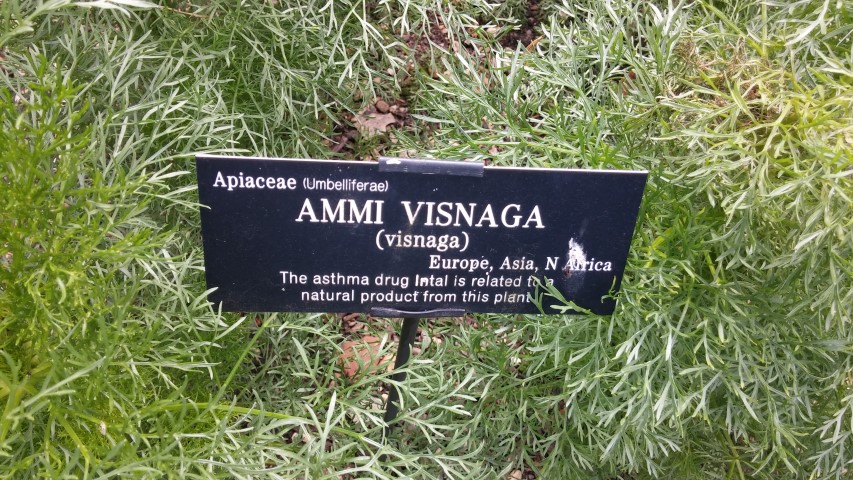 Apiaceae (Umbelliferae)
AMMI VISNAGA
(visnaga)
Europe, Asia, N Africa
The asthma drug Intal is related to a
natural product from this plant